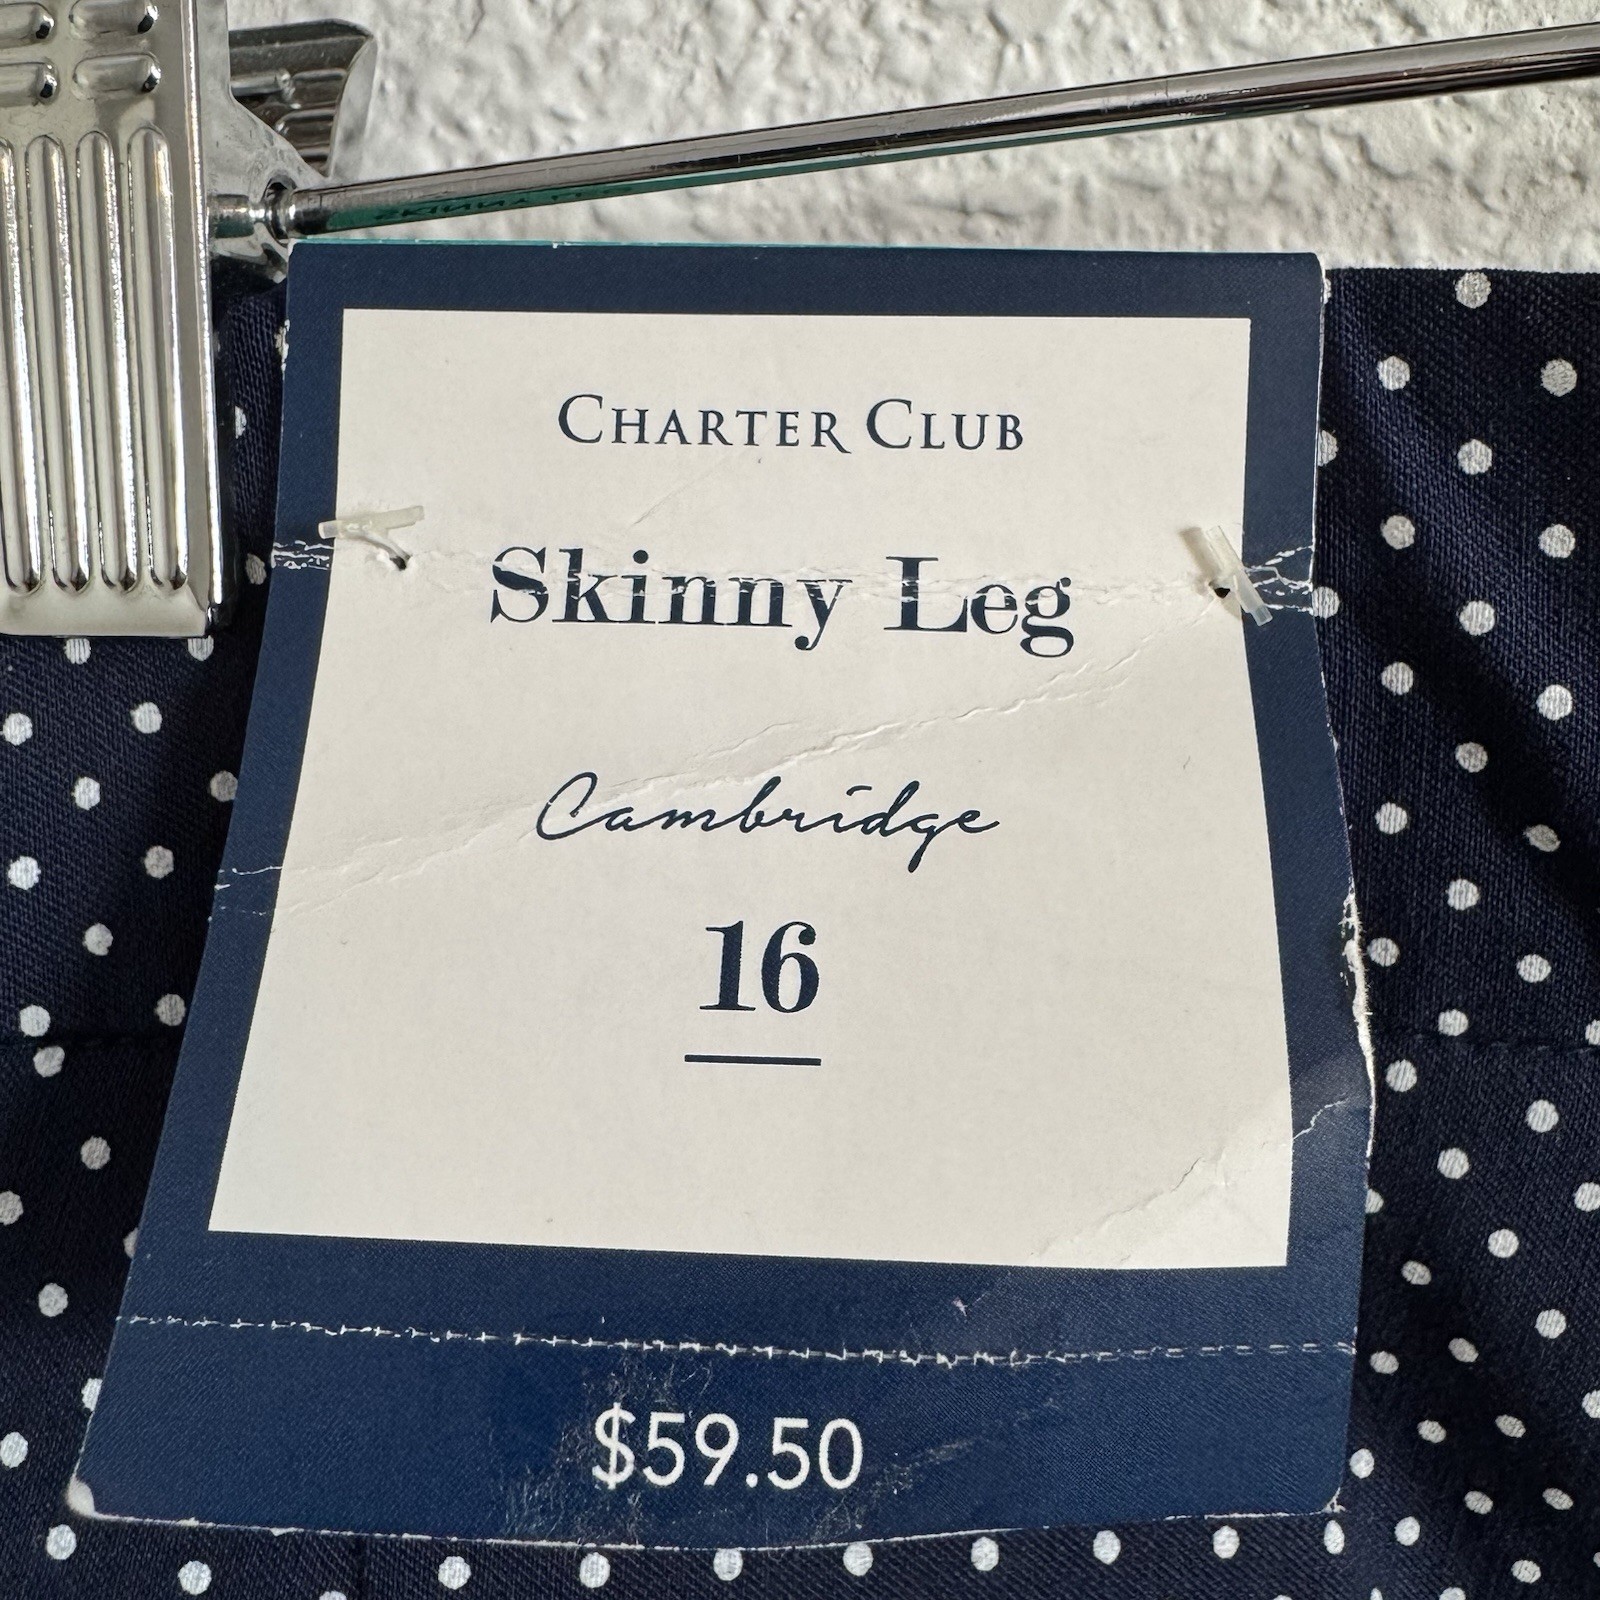 CHARTER CLUB
Skinny Leg
Cambridge
16
$59.50